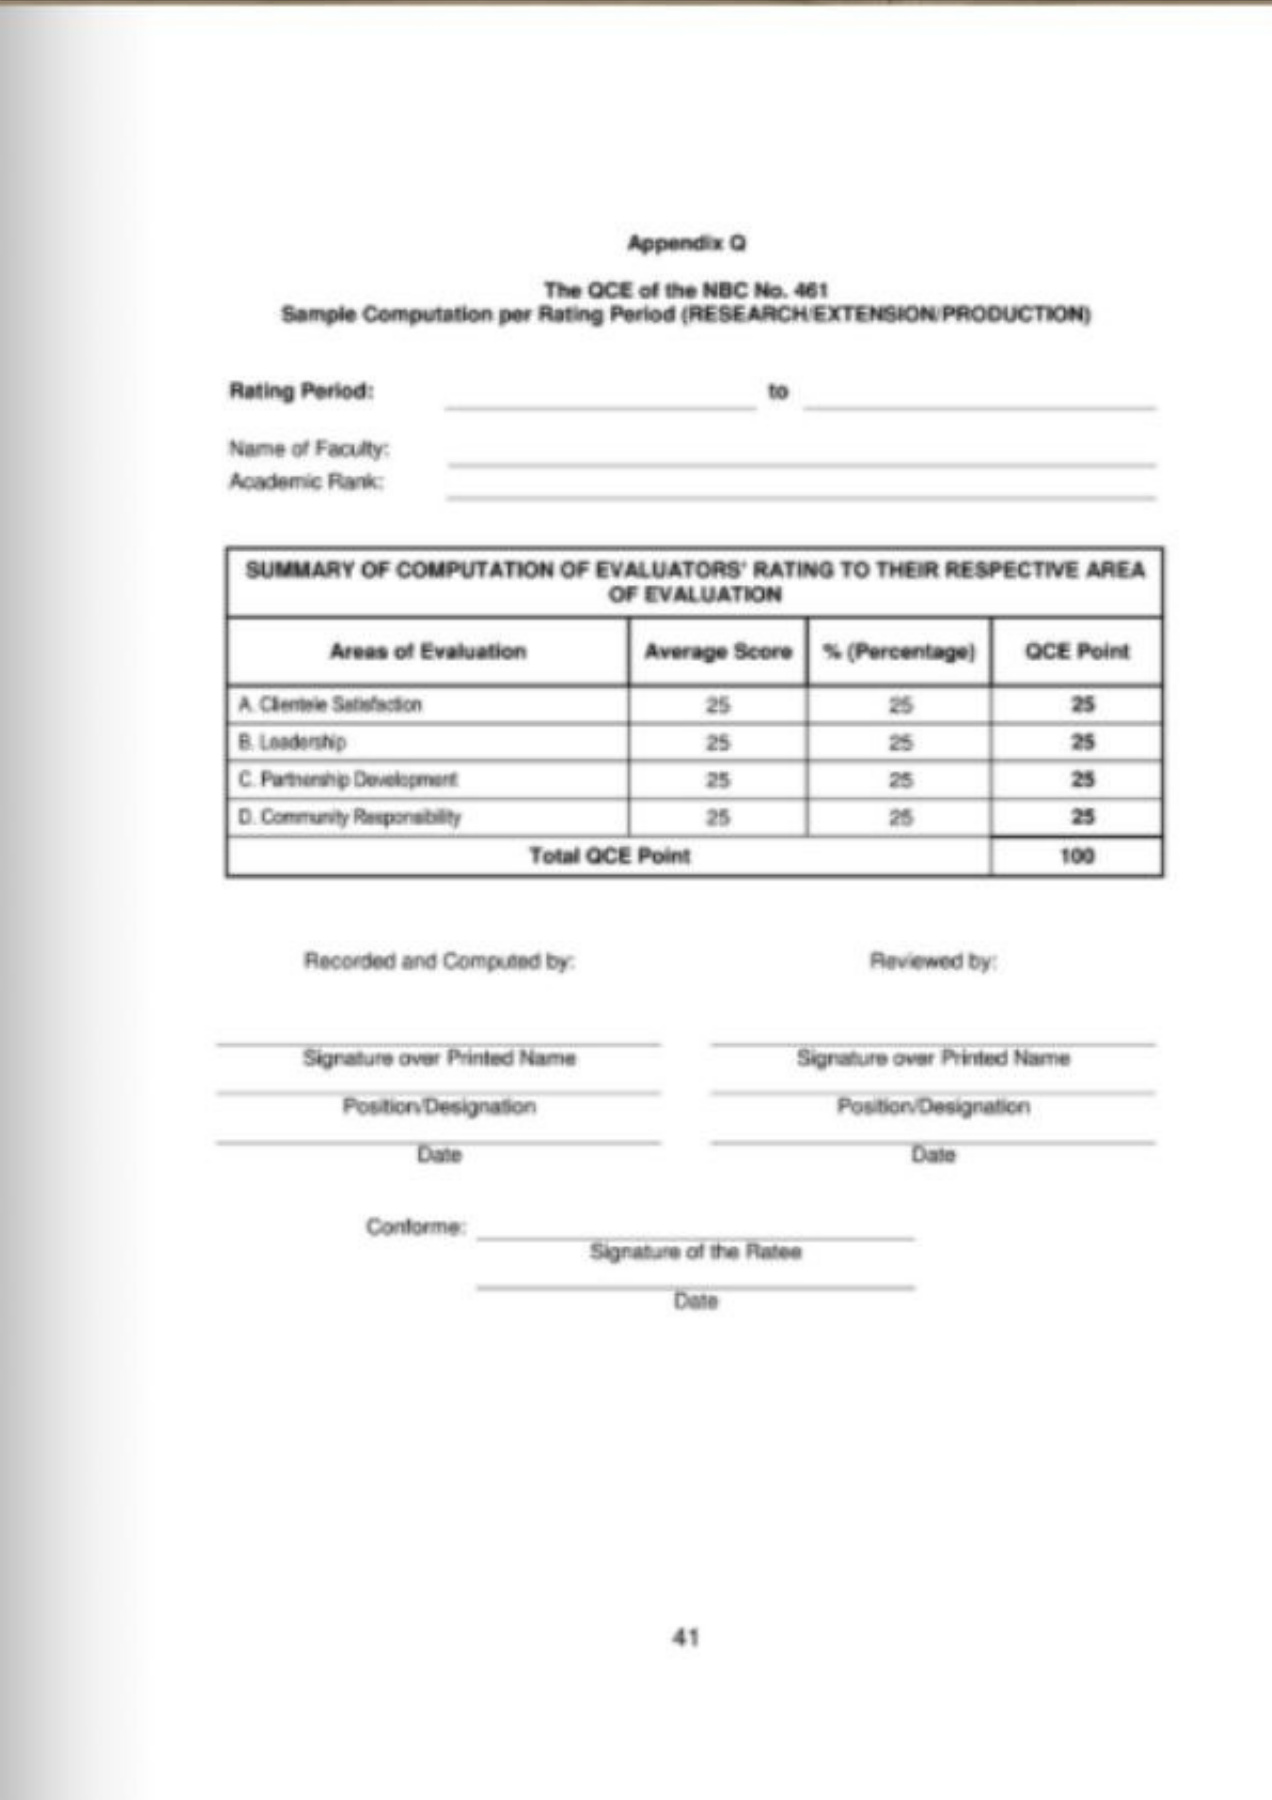 Appendix Q
The QCE of the NBC No. 461
Sample Computation per Rating Period (RESEARCH/EXTENSION/PRODUCTION)
Rating Period: to
Name of Faculty:
Academic Rank:
SUMMARY OF COMPUTATION OF EVALUATORS' RATING TO THEIR RESPECTIVE AREA
OF EVALUATION
Areas of Evaluation Average Score % (Percentage) QCE Point
A. Clientele Satisfaction 25 25 25
B. Leadership 25 25 25
C. Partnership Development 25 25 25
D. Community Responsibility 25 25 25
Total QCE Point 100
Recorded and Computed by: Reviewed by:
Signature over Printed Name Signature over Printed Name
Position/Designation Position/Designation
Date Date
Conforme:
Signature of the Ratee
Date
41